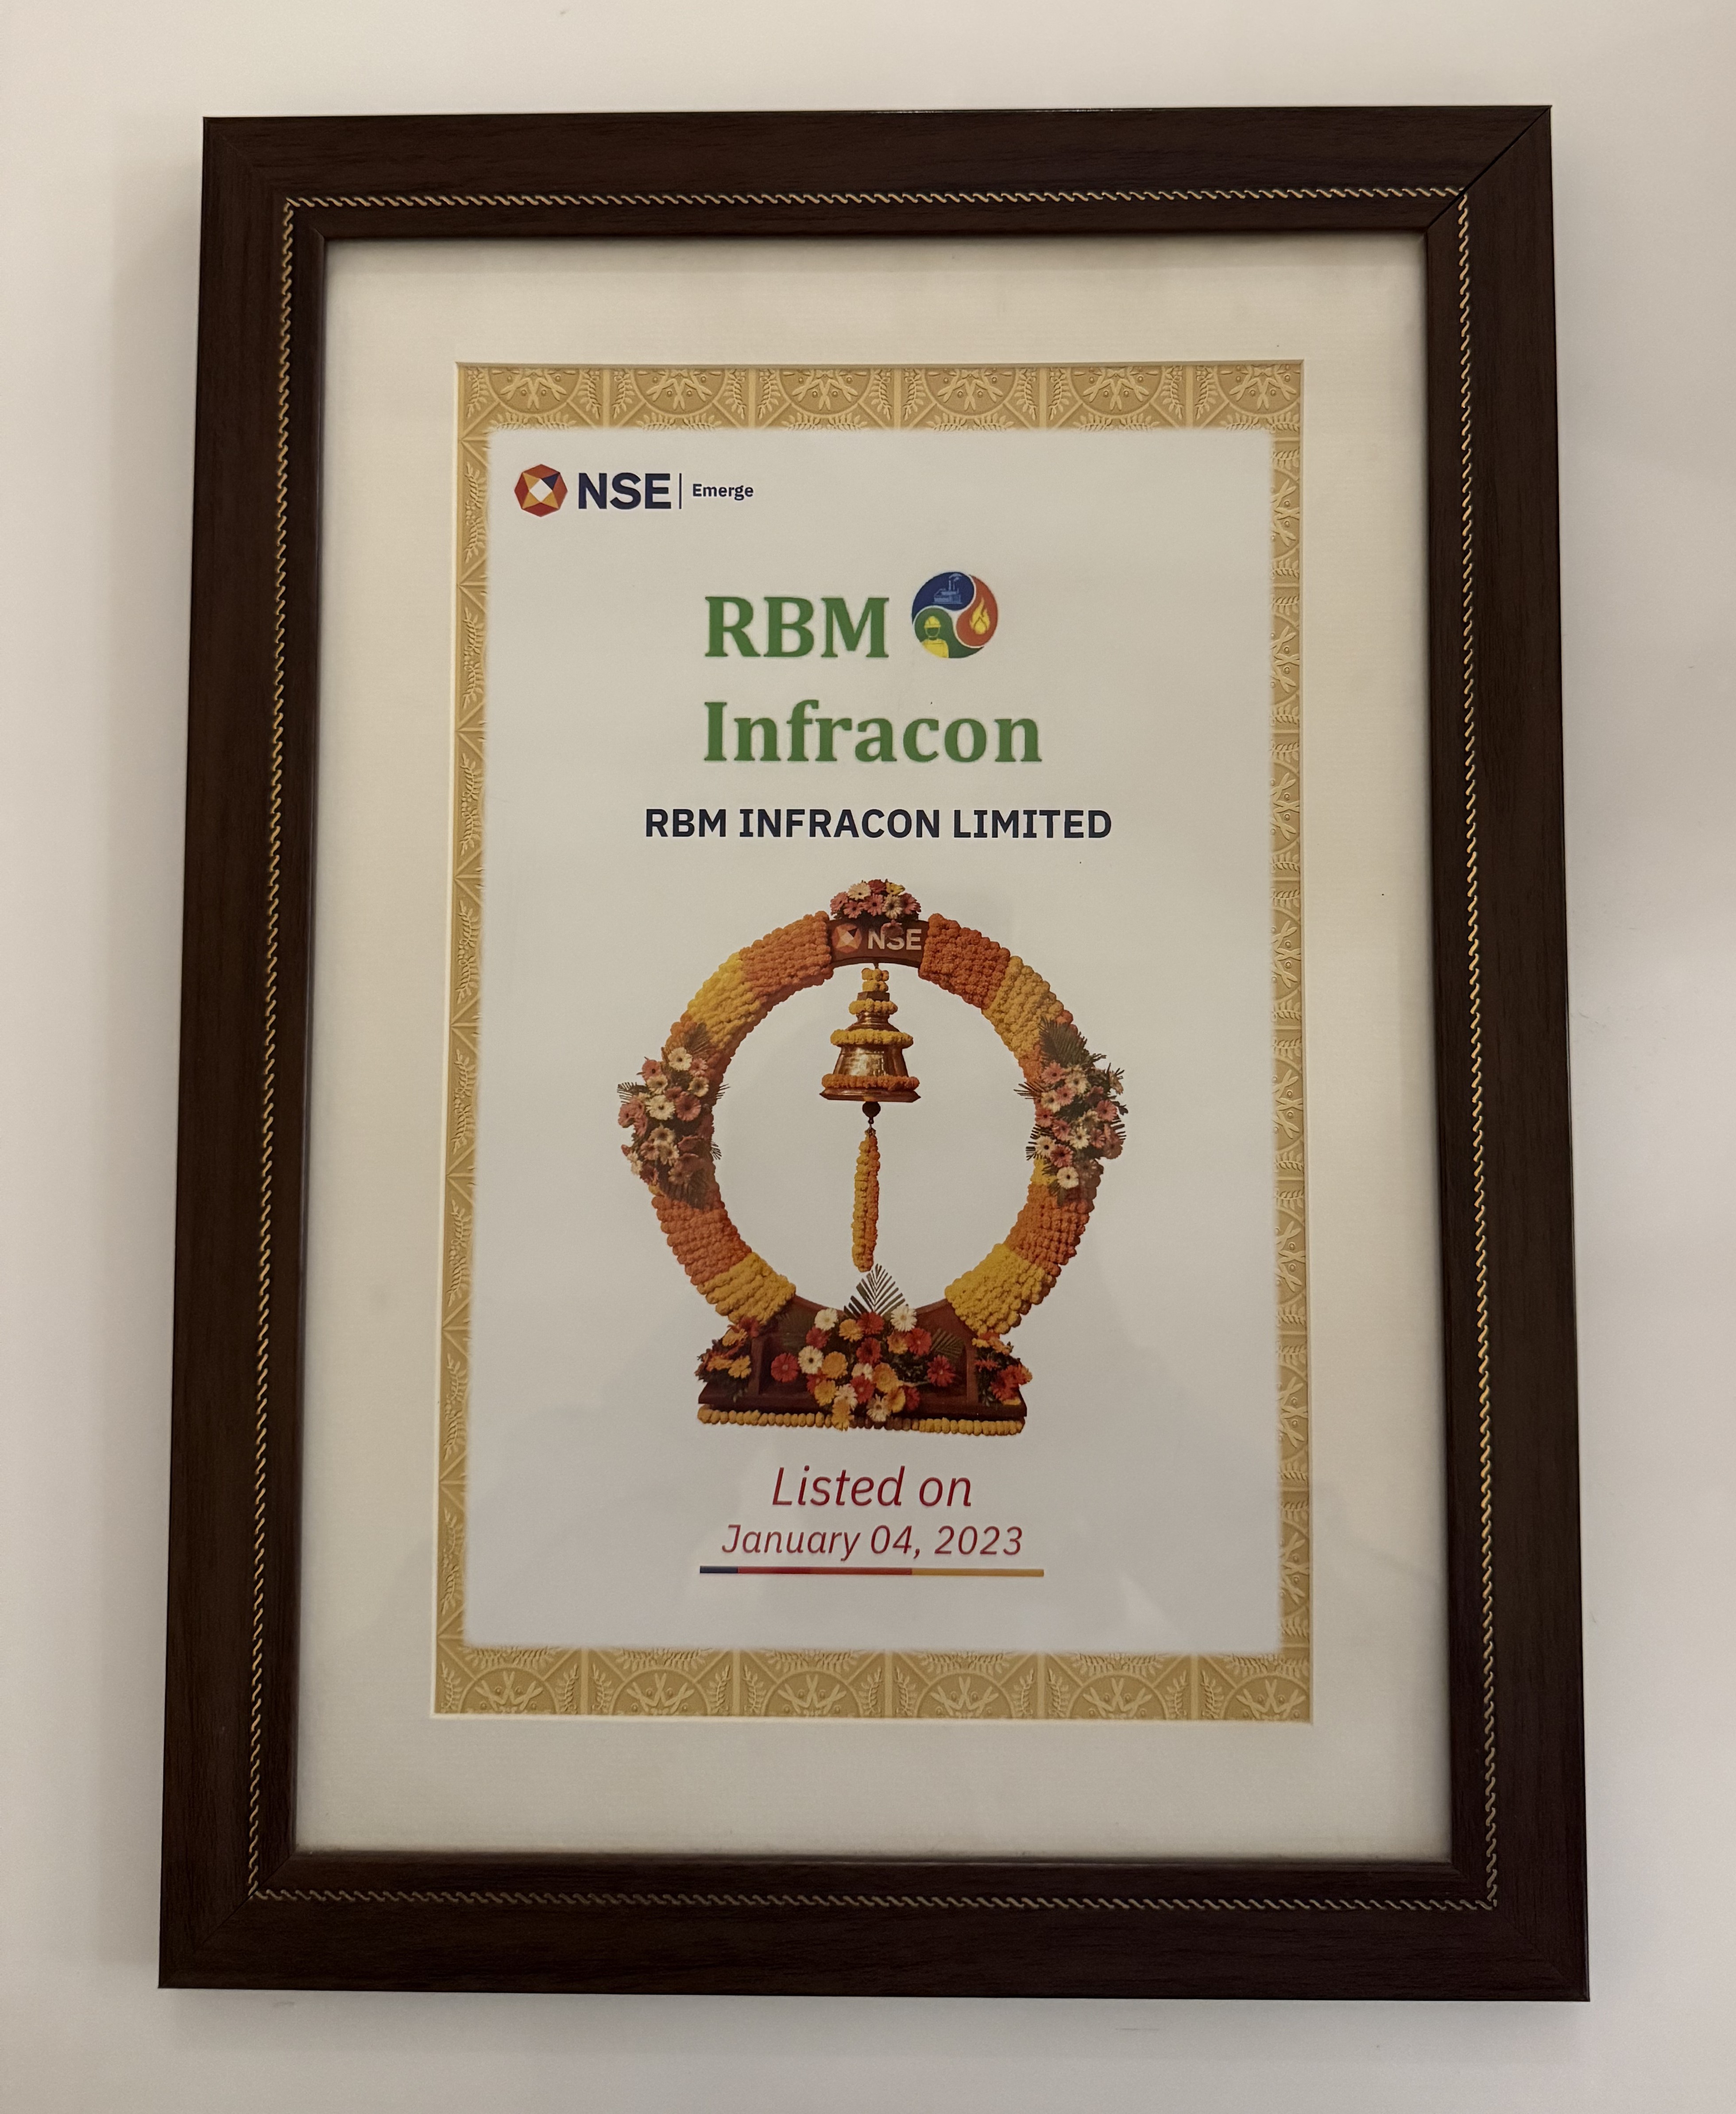 NSE Emerge
RBM
Infracon
RBM INFRACON LIMITED
NSE
Listed on
January 04, 2023